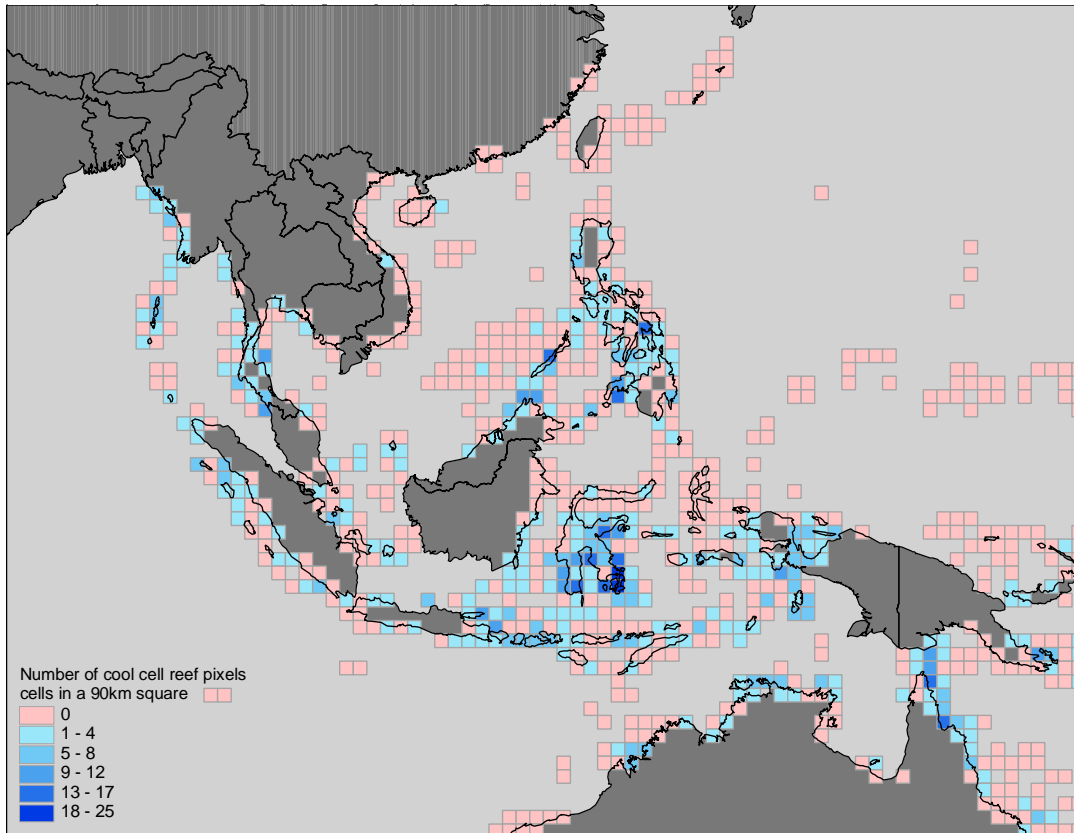 Number of cool cell reef pixels
cells in a 90km square
0
1 - 4
5 - 8
9 - 12
13 - 17
18 - 25